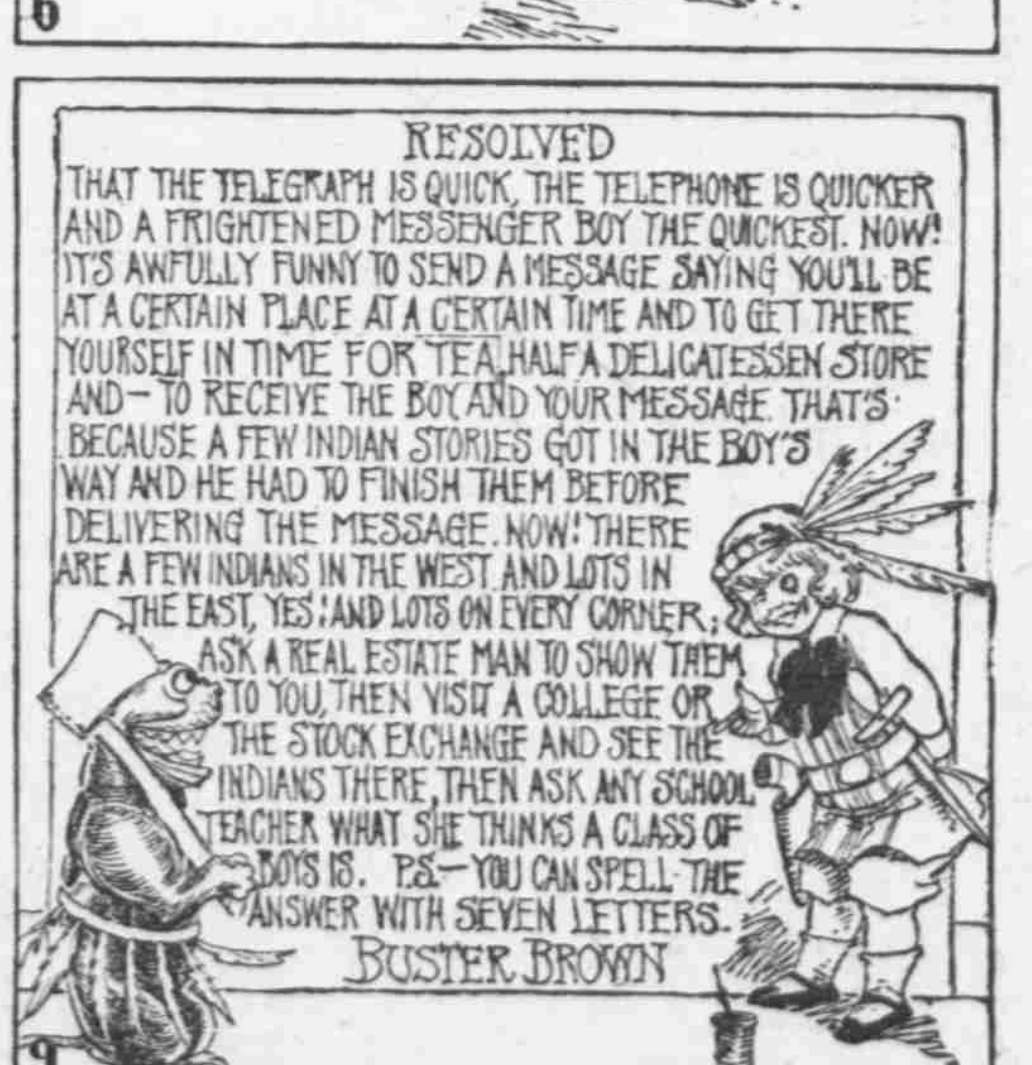 6
RESOLVED
THAT THE TELEGRAPH IS QUICK, THE TELEPHONE IS QUICKER
AND A FRIGHTENED MESSENGER BOY THE QUICKEST. NOW!
IT'S AWFULLY FUNNY TO SEND A MESSAGE SAYING YOU'LL BE
AT A CERTAIN PLACE AT A CERTAIN TIME AND TO GET THERE
YOURSELF IN TIME FOR TEA, HALF A DELICATESSEN STORE
AND- TO RECEIVE THE BOY AND YOUR MESSAGE. THAT'S
BECAUSE A FEW INDIAN STORIES GOT IN THE BOY'S
WAY AND HE HAD TO FINISH THEM BEFORE
DELIVERING THE MESSAGE. NOW! THERE
ARE A FEW INDIANS IN THE WEST AND LOTS IN
THE EAST, YES! AND LOTS ON EVERY CORNER;
ASK A REAL ESTATE MAN TO SHOW THEM
TO YOU, THEN VISIT A COLLEGE OR
THE STOCK EXCHANGE AND SEE THE
INDIANS THERE, THEN ASK ANY SCHOOL
TEACHER WHAT SHE THINKS A CLASS OF
BOYS IS. P.S- YOU CAN SPELL THE
ANSWER WITH SEVEN LETTERS.
BUSTER BROWN
9